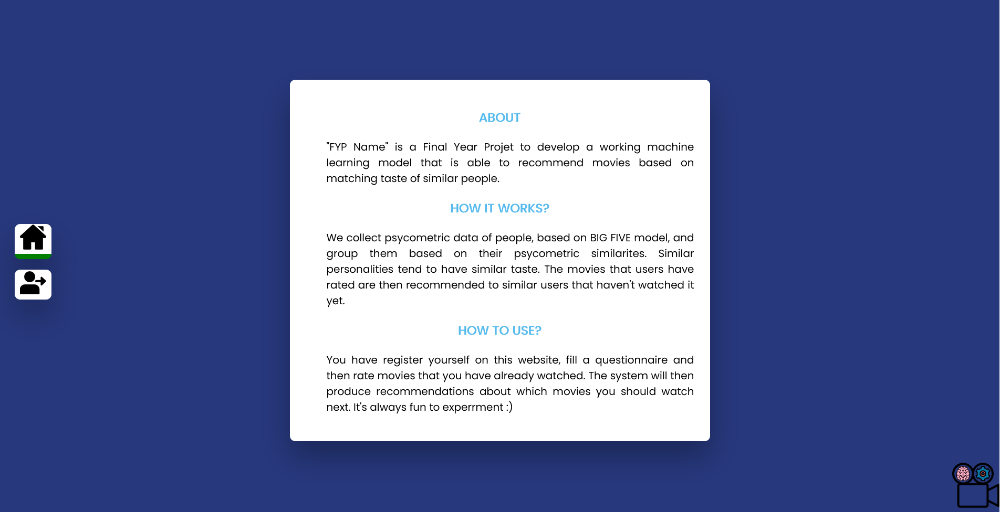 ABOUT
"FYP Name" is a Final Year Projet to develop a working machine
learning model that is able to recommend movies based on
matching taste of similar people.
HOW IT WORKS?
We collect psycometric data of people, based on BIG FIVE model, and
group them based on their psycometric similarites. Similar
personalities tend to have similar taste. The movies that users have
rated are then recommended to similar users that haven't watched it
yet.
HOW TO USE?
You have register yourself on this website, fill a questionnaire and
then rate movies that you have already watched. The system will then
produce recommendations about which movies you should watch
next. It's always fun to experrment :)